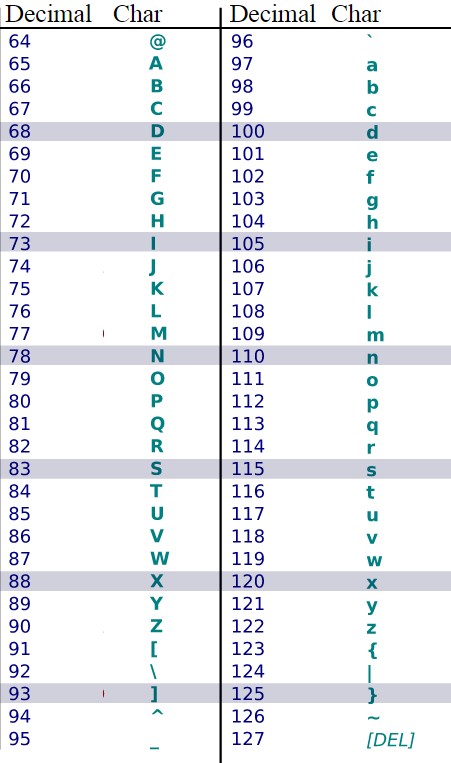 Decimal Char Decimal Char
64 @ 96 `
65 A 97 a
66 B 98 b
67 C 99 c
68 D 100 d
69 E 101 e
70 F 102 f
71 G 103 g
72 H 104 h
73 I 105 i
74 J 106 j
75 K 107 k
76 L 108 l
77 M 109 m
78 N 110 n
79 O 111 o
80 P 112 p
81 Q 113 q
82 R 114 r
83 S 115 s
84 T 116 t
85 U 117 u
86 V 118 v
87 W 119 w
88 X 120 x
89 Y 121 y
90 Z 122 z
91 [ 123 {
92 \ 124 |
93 ] 125 }
94 ^ 126 ~
95 _ 127 [DEL]